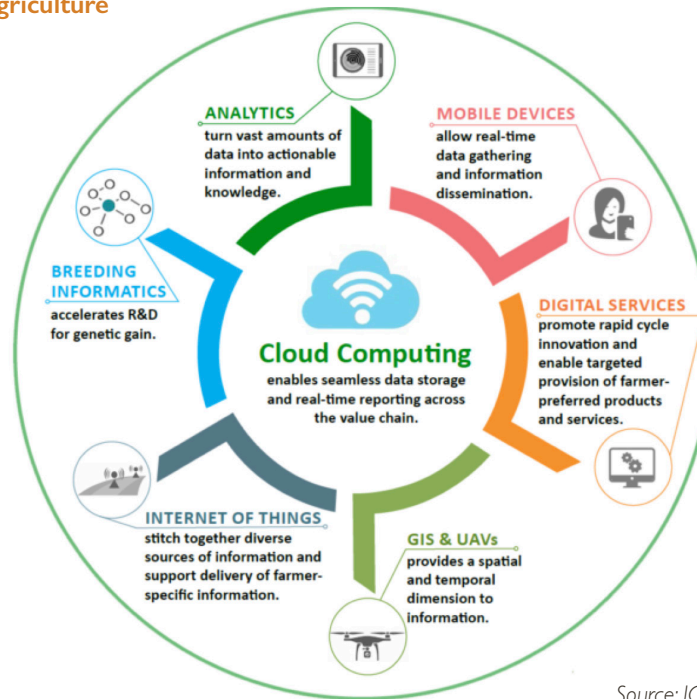 griculture
ANALYTICS
turn vast amounts of
data into actionable
information and
knowledge.
MOBILE DEVICES
allow real-time
data gathering
and information
dissemination.
BREEDING
INFORMATICS
accelerates R&D
for genetic gain.
DIGITAL SERVICES
promote rapid cycle
innovation and
enable targeted
provision of farmer-
preferred products
and services.
Cloud Computing
enables seamless data storage
and real-time reporting across
the value chain.
INTERNET OF THINGS
stitch together diverse
sources of information and
support delivery of farmer-
specific information.
GIS & UAVs
provides a spatial
and temporal
dimension to
information.
Source: